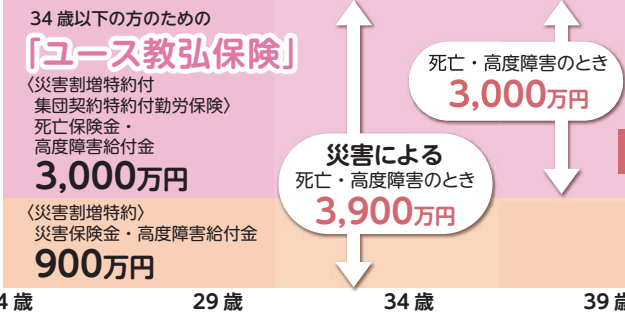 34歳以下の方のための
「ユース教弘保険」
〈災害割増特約付
集団契約特約付勤労保険〉
死亡保険金・
高度障害給付金
3,000万円
〈災害割増特約〉
災害保険金・高度障害給付金
900万円
災害による
死亡・高度障害のとき
3,900万円
死亡・高度障害のとき
3,000万円
4歳
29歳
34歳
39歳